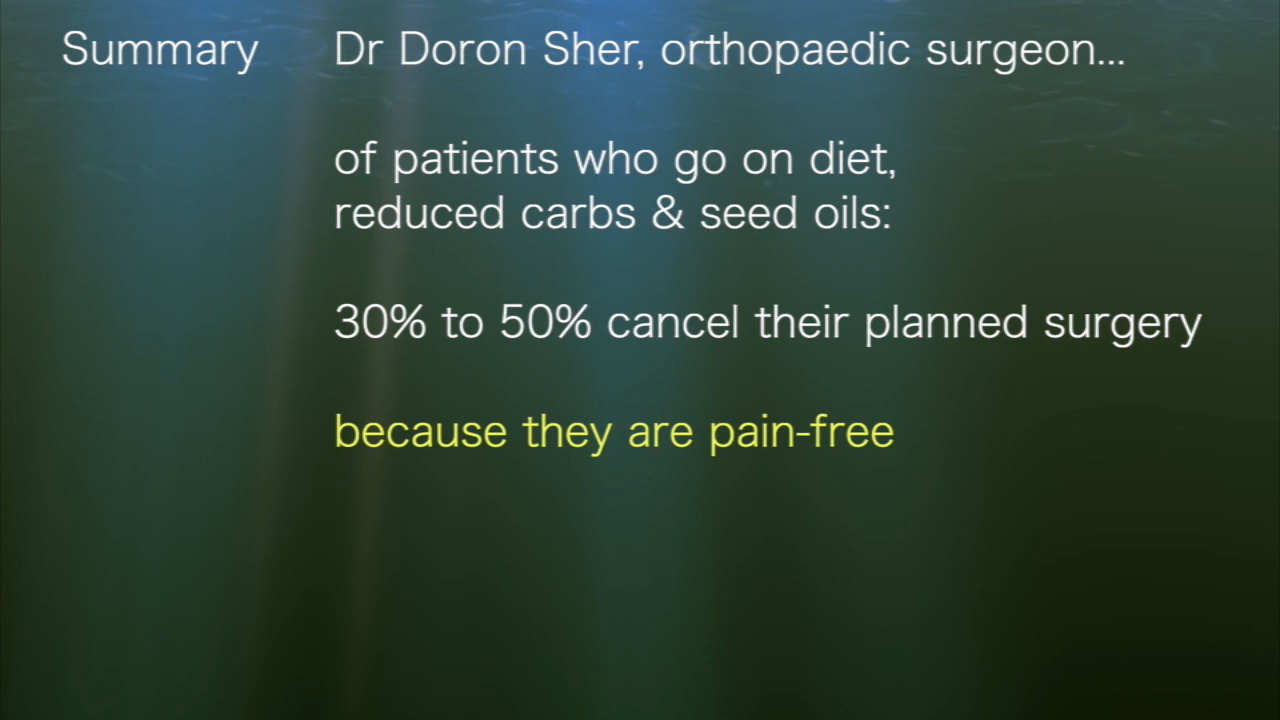 Summary Dr Doron Sher, orthopaedic surgeon...
of patients who go on diet,
reduced carbs & seed oils:
30% to 50% cancel their planned surgery
because they are pain-free